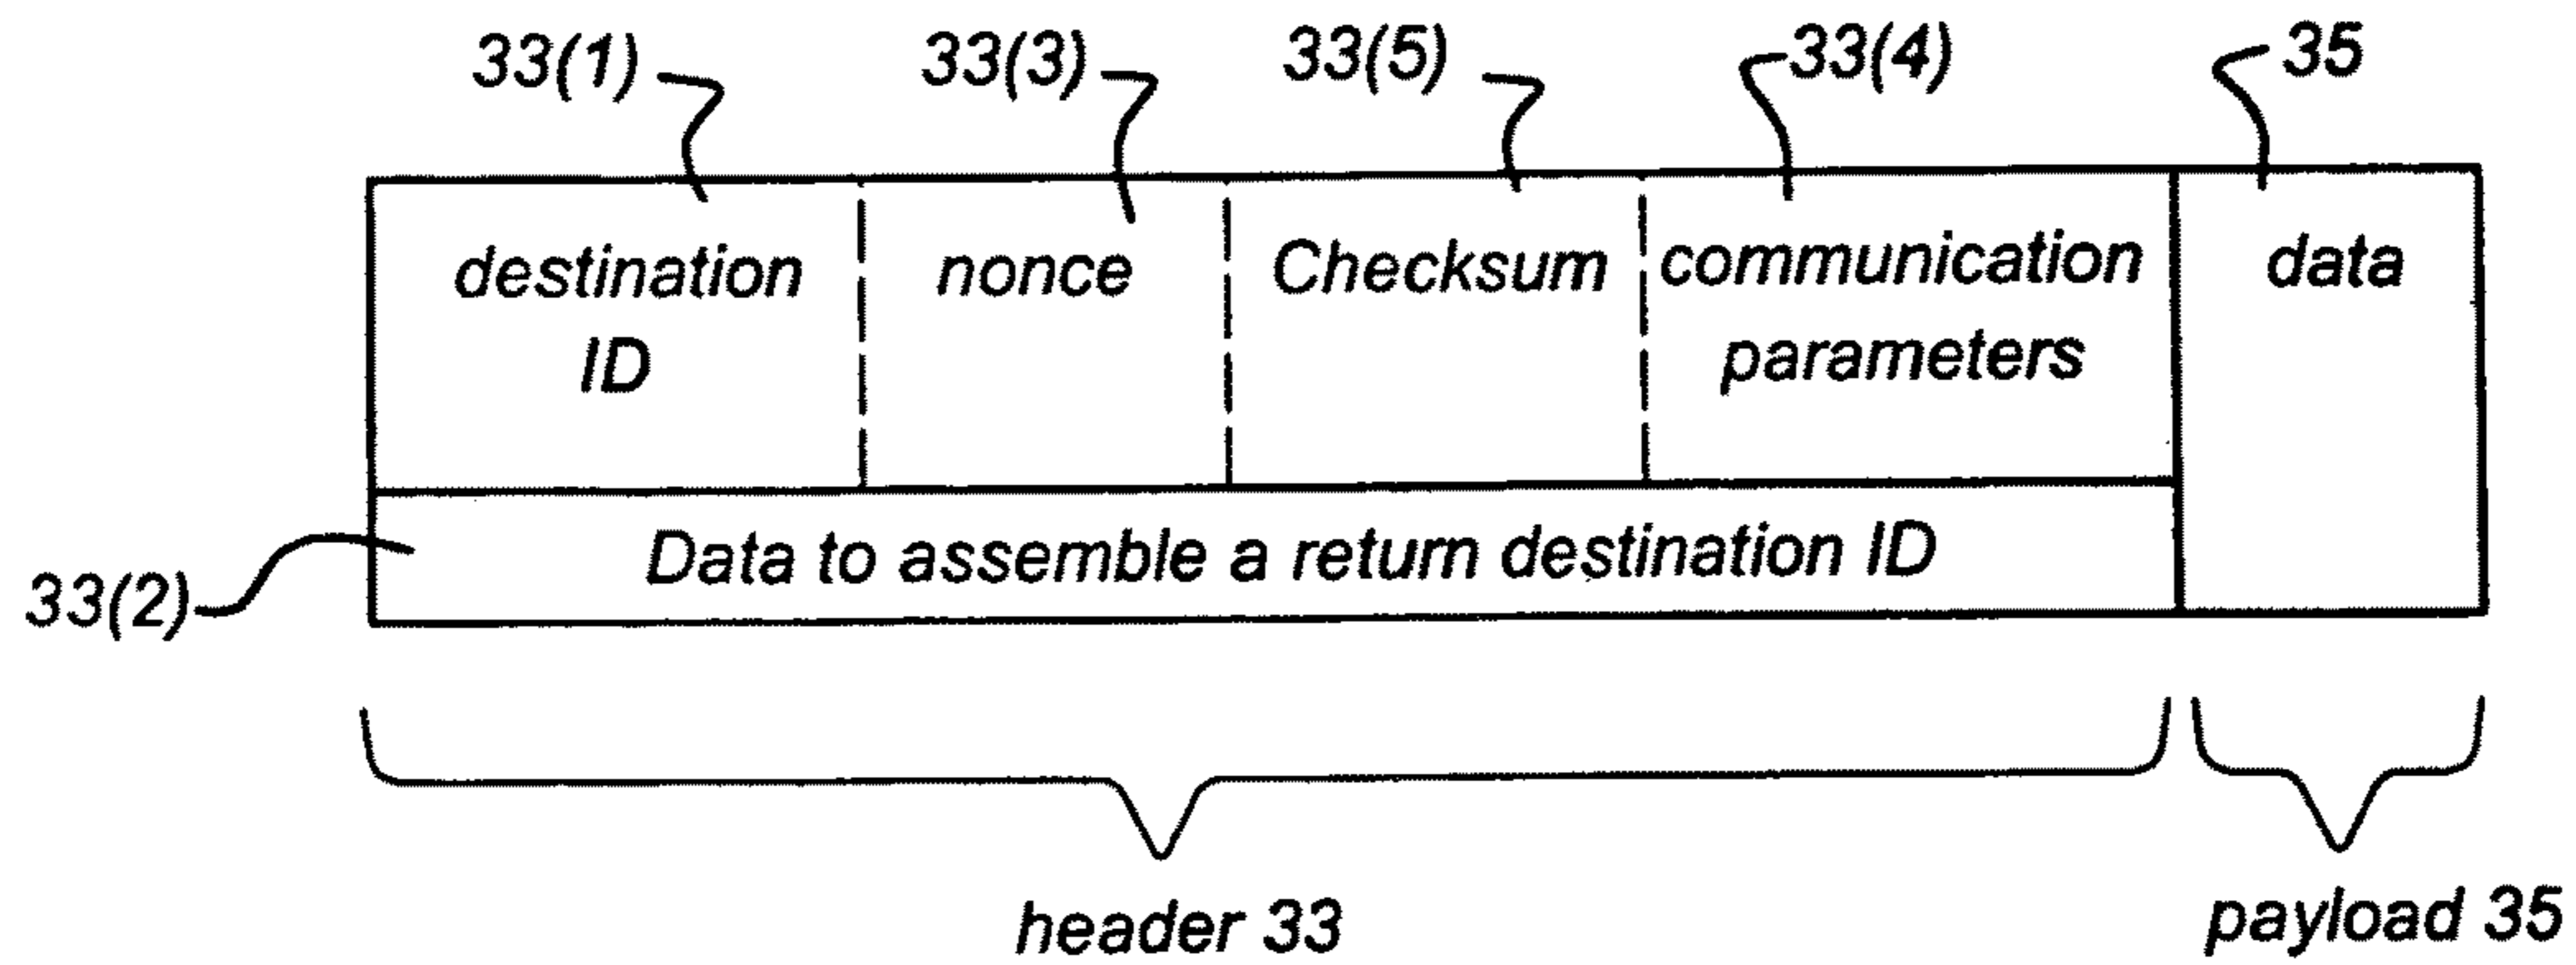 33(1) 33(3) 33(5) 33(4) 35
destination nonce Checksum communication data
ID parameters
Data to assemble a return destination ID
33(2)
header 33 payload 35